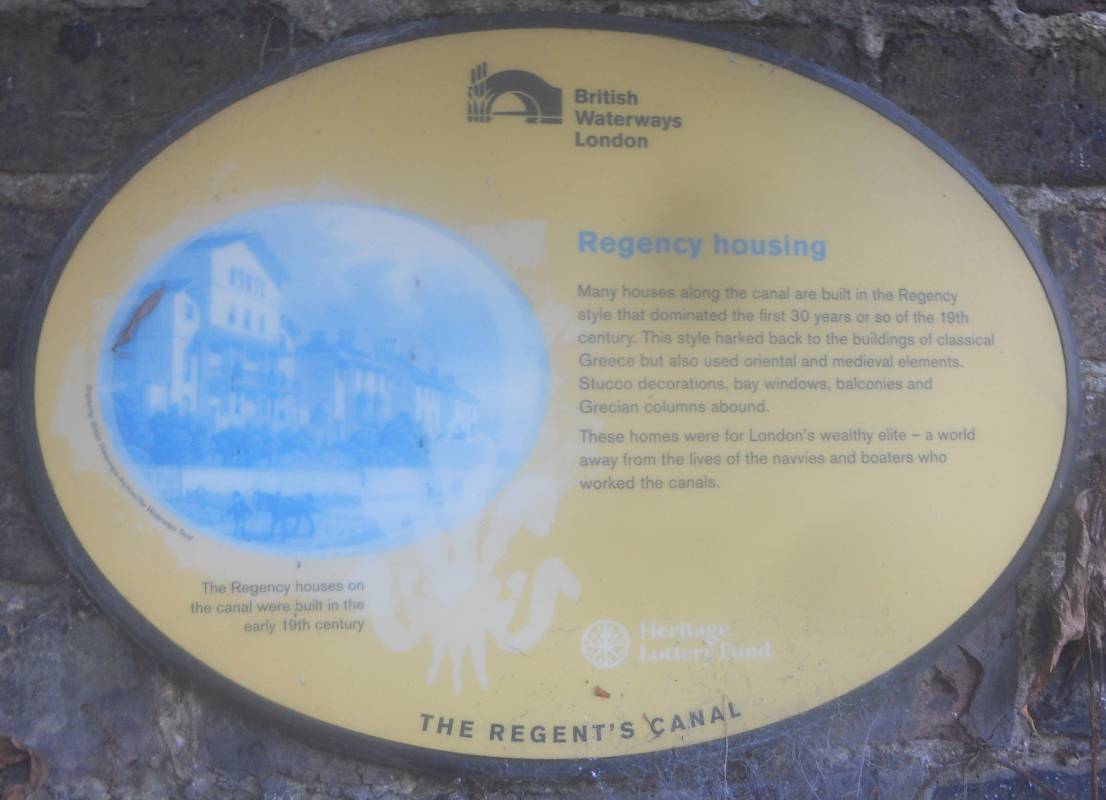 British
Waterways
London
Regency housing
Many houses along the canal are built in the Regency
style that dominated the first 30 years or so of the 19th
century. This style harked back to the buildings of classical
Greece but also used oriental and medieval elements.
Stucco decorations, bay windows, balconies and
Grecian columns abound.
These homes were for London's wealthy elite – a world
away from the lives of the navvies and boaters who
worked the canals.
The Regency houses on
the canal were built in the
early 19th century
Heritage
Lottery Fund
THE REGENT'S CANAL